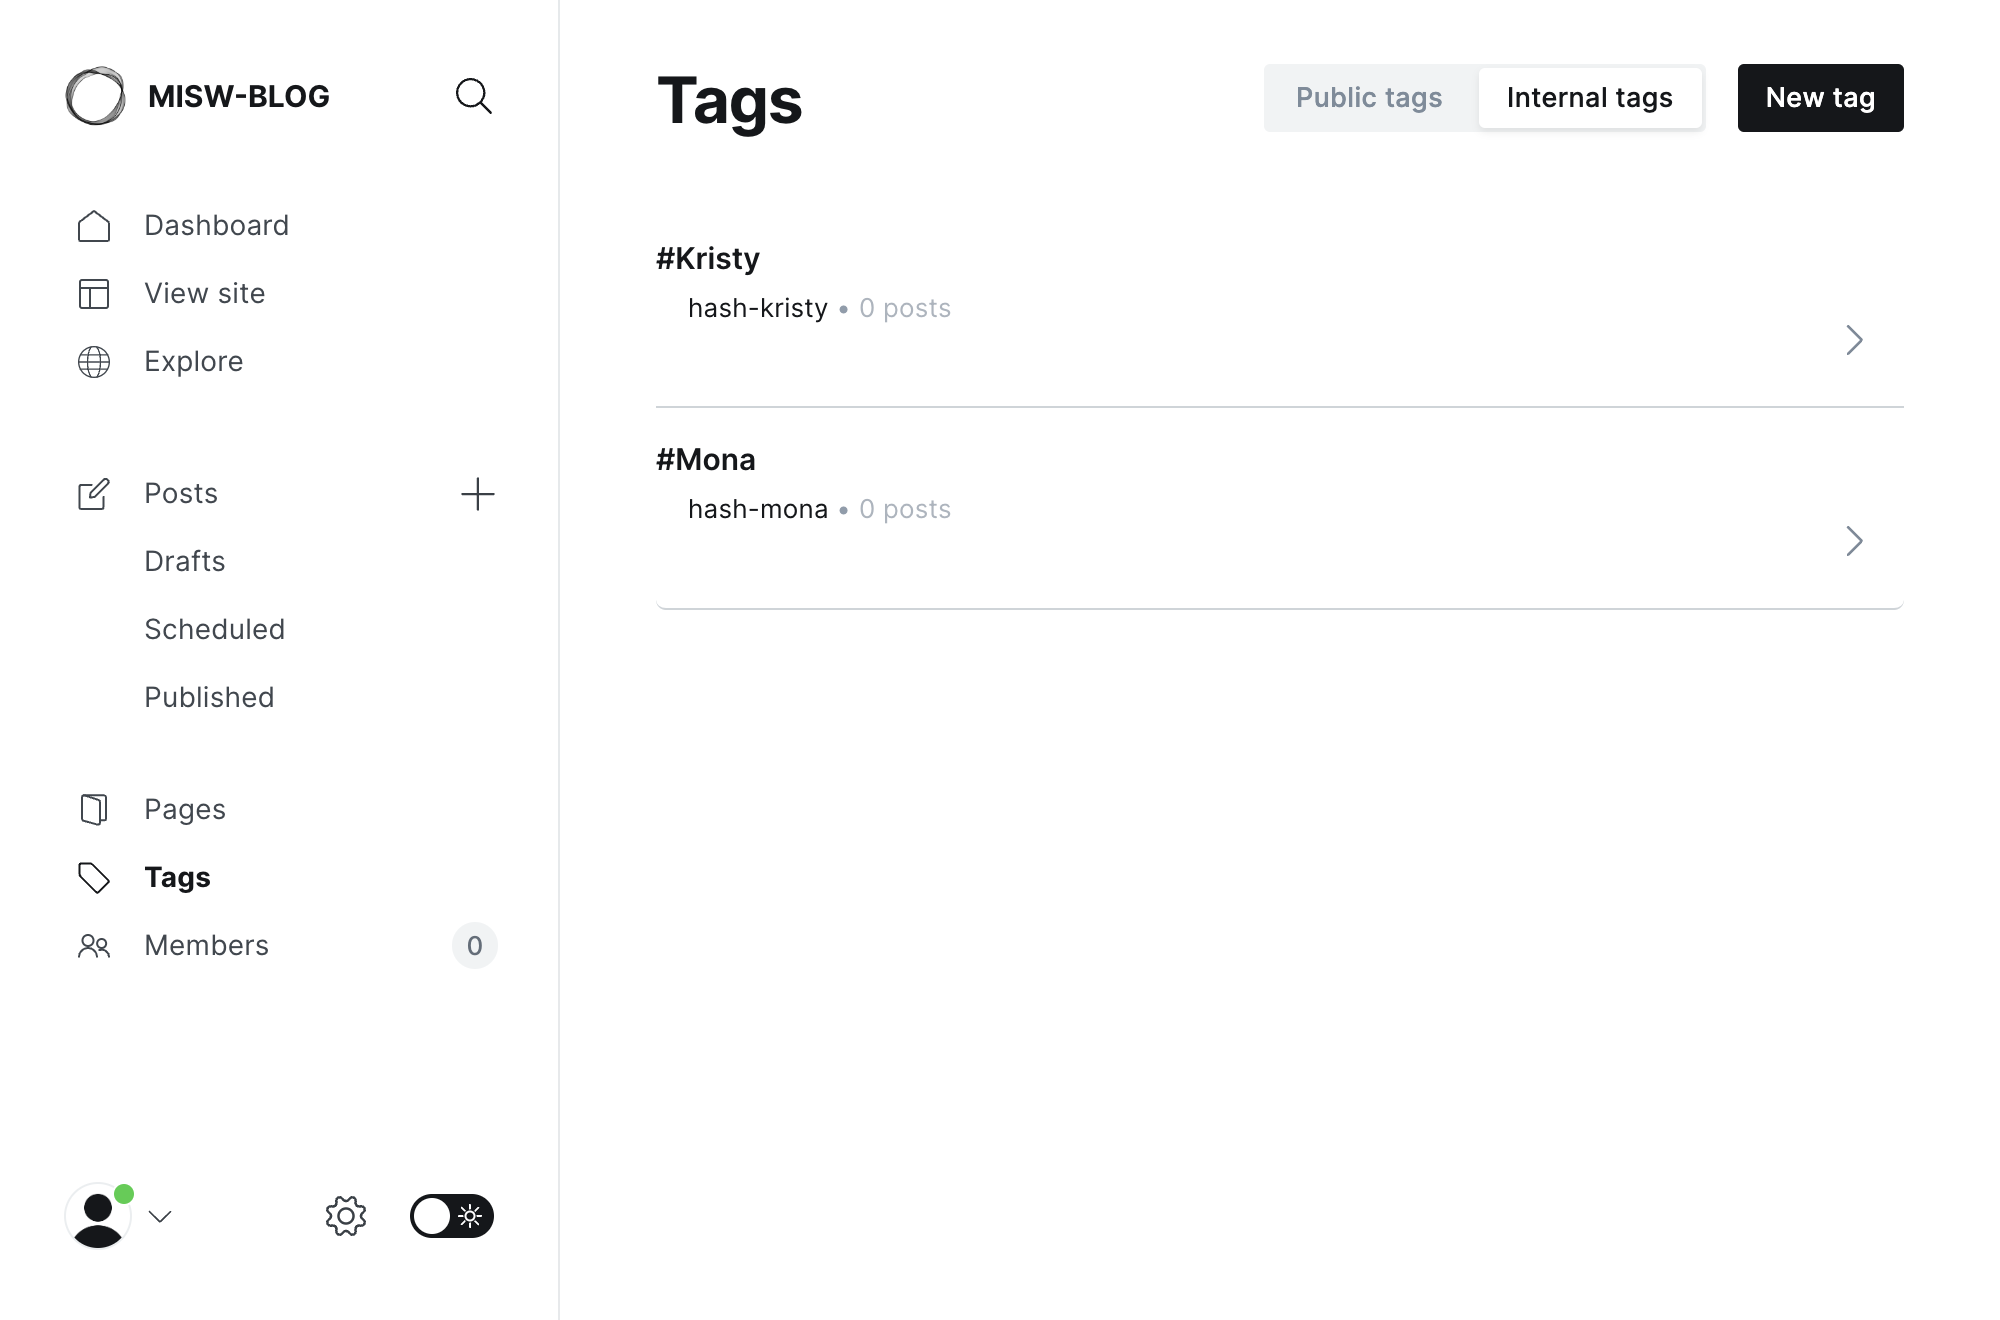 MISW-BLOG
Dashboard
View site
Explore
Posts
Drafts
Scheduled
Published
Pages
Tags
Members 0
Tags
Public tags Internal tags New tag
#Kristy
hash-kristy • 0 posts
#Mona
hash-mona • 0 posts